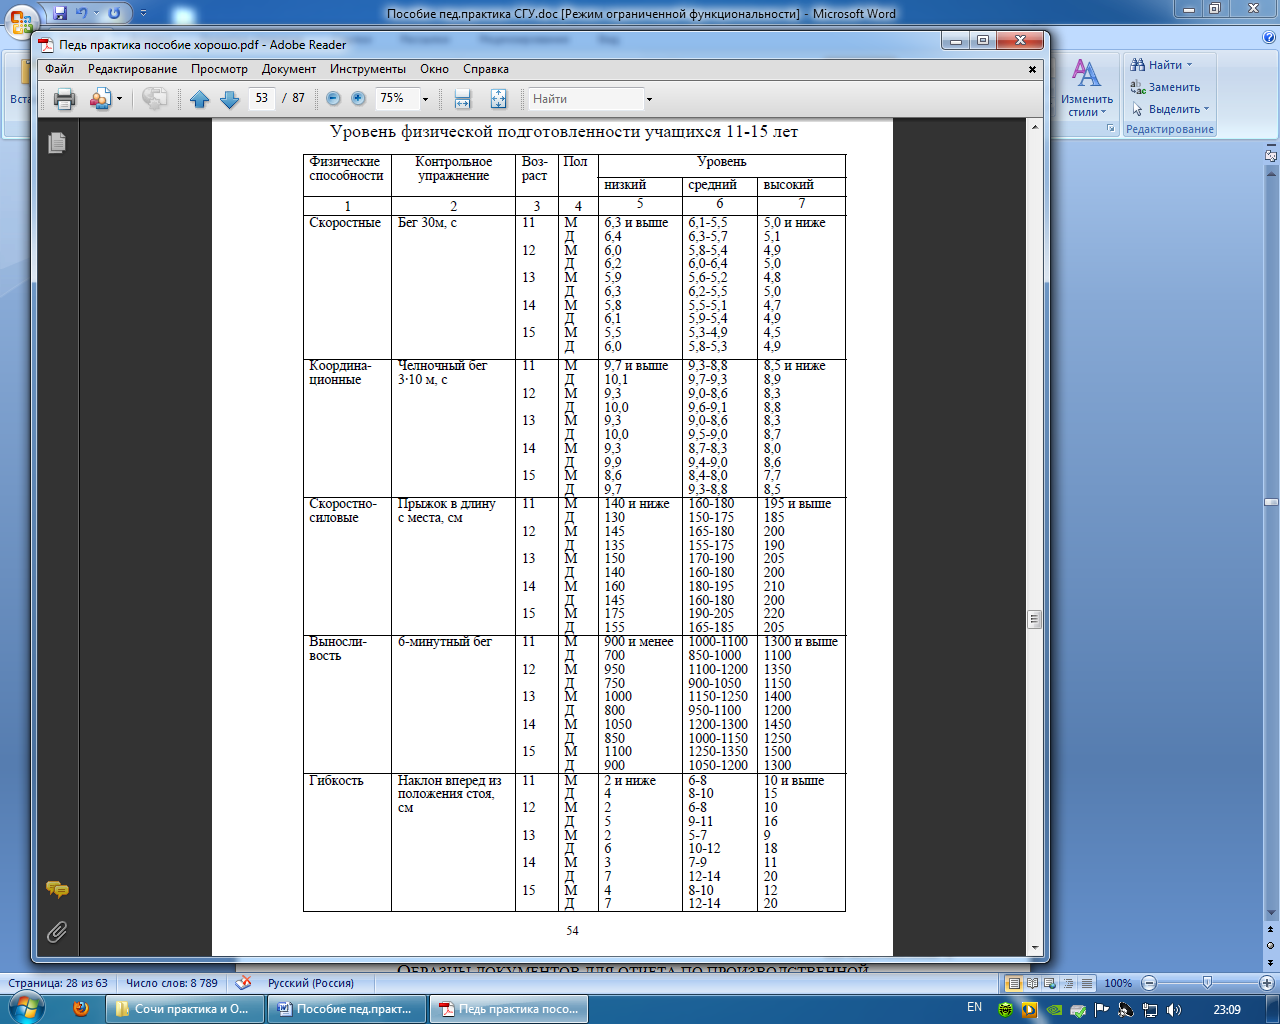 Пособие пед.практика СГУ.doc [Режим ограниченной функциональности] - Microsoft Word
Педь практика пособие хорошо.pdf - Adobe Reader
Файл Редактирование Просмотр Документ Инструменты Окно Справка
53 / 87 75% Найти
Найти
Заменить
Выделить
Изменить стили
Редактирование
Уровень физической подготовленности учащихся 11-15 лет
Физические способности Контрольное упражнение Воз-раст Пол Уровень
низкий средний высокий
1 2 3 4 5 6 7
Скоростные Бег 30м, с 11 М 6,3 и выше 6,1-5,5 5,0 и ниже
Д 6,4 6,3-5,7 5,1
12 М 6,0 5,8-5,4 4,9
Д 6,2 6,0-6,4 5,0
13 М 5,9 5,6-5,2 4,8
Д 6,3 6,2-5,5 5,0
14 М 5,8 5,5-5,1 4,7
Д 6,1 5,9-5,4 4,9
15 М 5,5 5,3-4,9 4,5
Д 6,0 5,8-5,3 4,9
Координа- Челночный бег 11 М 9,7 и выше 9,3-8,8 8,5 и ниже
ционные 3·10 м, с Д 10,1 9,7-9,3 8,9
12 М 9,3 9,0-8,6 8,3
Д 10,0 9,6-9,1 8,8
13 М 9,3 9,0-8,6 8,3
Д 10,0 9,5-9,0 8,7
14 М 9,3 8,7-8,3 8,0
Д 9,9 9,4-9,0 8,6
15 М 8,6 8,4-8,0 7,7
Д 9,7 9,3-8,8 8,5
Скоростно- Прыжок в длину 11 М 140 и ниже 160-180 195 и выше
силовые с места, см Д 130 150-175 185
12 М 145 165-180 200
Д 135 155-175 190
13 М 150 170-190 205
Д 140 160-180 200
14 М 160 180-195 210
Д 145 160-180 200
15 М 175 190-205 220
Д 155 165-185 205
Выносли- 6-минутный бег 11 М 900 и менее 1000-1100 1300 и выше
вость Д 700 850-1000 1100
12 М 950 1100-1200 1350
Д 750 900-1050 1150
13 М 1000 1150-1250 1400
Д 800 950-1100 1200
14 М 1050 1200-1300 1450
Д 850 1000-1150 1250
15 М 1100 1250-1350 1500
Д 900 1050-1200 1300
Гибкость Наклон вперед из 11 М 2 и ниже 6-8 10 и выше
положения стоя, Д 4 8-10 15
см 12 М 2 6-8 10
Д 5 9-11 16
13 М 2 5-7 9
Д 6 10-12 18
14 М 3 7-9 11
Д 7 12-14 20
15 М 4 8-10 12
Д 7 12-14 20
54
ОБРАЗЦЫ ДОКУМЕНТОВ ДЛЯ ОТЧЕТА ПО ПРОИЗВОДСТВЕННОЙ
Страница: 28 из 63 Число слов: 8 789 Русский (Россия) 100%
Сочи практика и О... Пособие пед.практ... Педь практика посо... EN 23:09